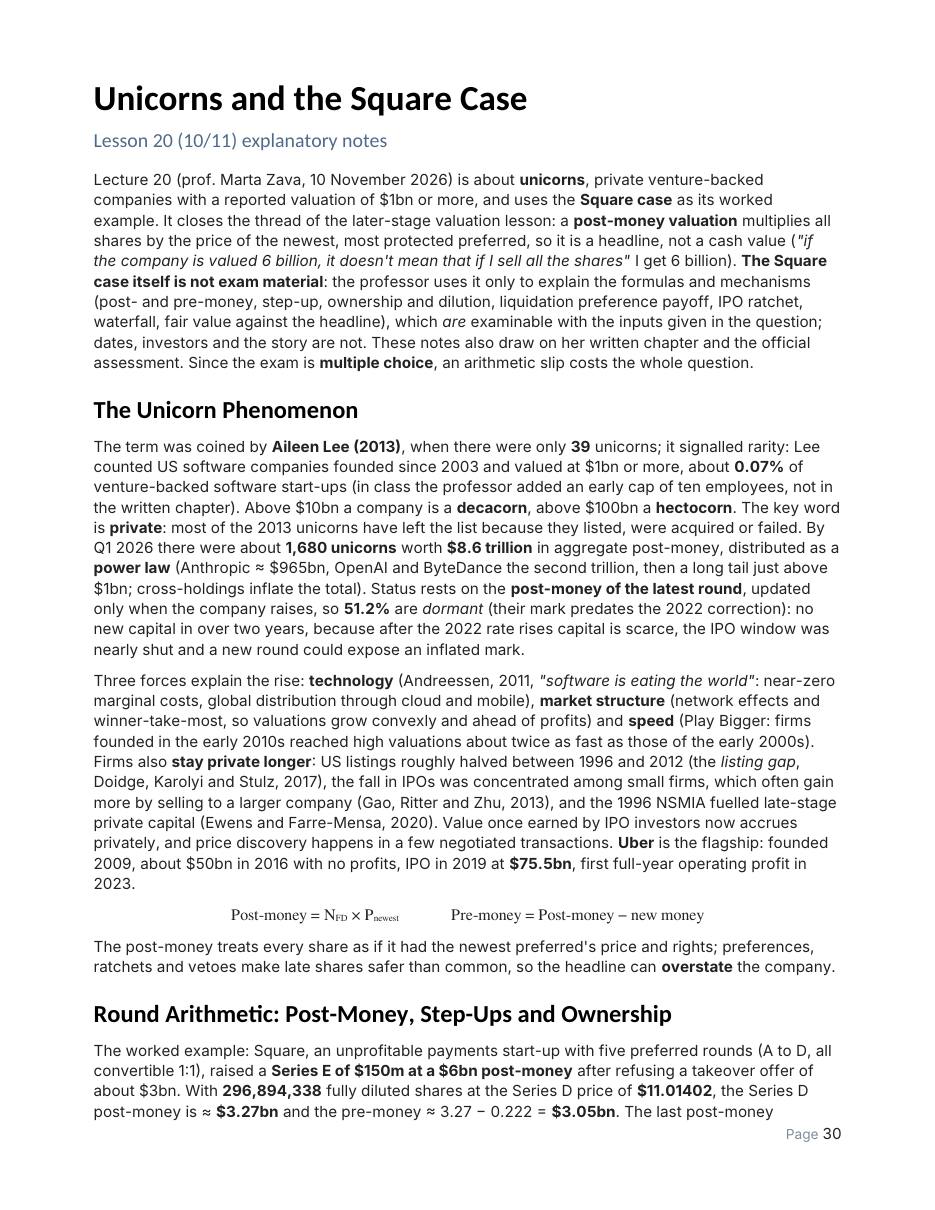 Unicorns and the Square Case
Lesson 20 (10/11) explanatory notes
Lecture 20 (prof. Marta Zava, 10 November 2026) is about unicorns, private venture-backed
companies with a reported valuation of $1bn or more, and uses the Square case as its worked
example. It closes the thread of the later-stage valuation lesson: a post-money valuation multiplies all
shares by the price of the newest, most protected preferred, so it is a headline, not a cash value ("if
the company is valued 6 billion, it doesn't mean that if I sell all the shares" I get 6 billion). The Square
case itself is not exam material: the professor uses it only to explain the formulas and mechanisms
(post- and pre-money, step-up, ownership and dilution, liquidation preference payoff, IPO ratchet,
waterfall, fair value against the headline), which are examinable with the inputs given in the question;
dates, investors and the story are not. These notes also draw on her written chapter and the official
assessment. Since the exam is multiple choice, an arithmetic slip costs the whole question.
The Unicorn Phenomenon
The term was coined by Aileen Lee (2013), when there were only 39 unicorns; it signalled rarity: Lee
counted US software companies founded since 2003 and valued at $1bn or more, about 0.07% of
venture-backed software start-ups (in class the professor added an early cap of ten employees, not in
the written chapter). Above $10bn a company is a decacorn, above $100bn a hectocorn. The key word
is private: most of the 2013 unicorns have left the list because they listed, were acquired or failed. By
Q1 2026 there were about 1,680 unicorns worth $8.6 trillion in aggregate post-money, distributed as a
power law (Anthropic ≈ $965bn, OpenAI and ByteDance the second trillion, then a long tail just above
$1bn; cross-holdings inflate the total). Status rests on the post-money of the latest round, updated
only when the company raises, so 51.2% are dormant (their mark predates the 2022 correction): no
new capital in over two years, because after the 2022 rate rises capital is scarce, the IPO window was
nearly shut and a new round could expose an inflated mark.
Three forces explain the rise: technology (Andreessen, 2011, "software is eating the world": near-zero
marginal costs, global distribution through cloud and mobile), market structure (network effects and
winner-take-most, so valuations grow convexly and ahead of profits) and speed (Play Bigger: firms
founded in the early 2010s reached high valuations about twice as fast as those of the early 2000s).
Firms also stay private longer: US listings roughly halved between 1996 and 2012 (the listing gap,
Doidge, Karolyi and Stulz, 2017), the fall in IPOs was concentrated among small firms, which often gain
more by selling to a larger company (Gao, Ritter and Zhu, 2013), and the 1996 NSMIA fuelled late-stage
private capital (Ewens and Farre-Mensa, 2020). Value once earned by IPO investors now accrues
privately, and price discovery happens in a few negotiated transactions. Uber is the flagship: founded
2009, about $50bn in 2016 with no profits, IPO in 2019 at $75.5bn, first full-year operating profit in
2023.
Post-money = NFD × Pnewest Pre-money = Post-money − new money
The post-money treats every share as if it had the newest preferred's price and rights; preferences,
ratchets and vetoes make late shares safer than common, so the headline can overstate the company.
Round Arithmetic: Post-Money, Step-Ups and Ownership
The worked example: Square, an unprofitable payments start-up with five preferred rounds (A to D, all
convertible 1:1), raised a Series E of $150m at a $6bn post-money after refusing a takeover offer of
about $3bn. With 296,894,338 fully diluted shares at the Series D price of $11.01402, the Series D
post-money is ≈ $3.27bn and the pre-money ≈ 3.27 − 0.222 = $3.05bn. The last post-money
Page 30